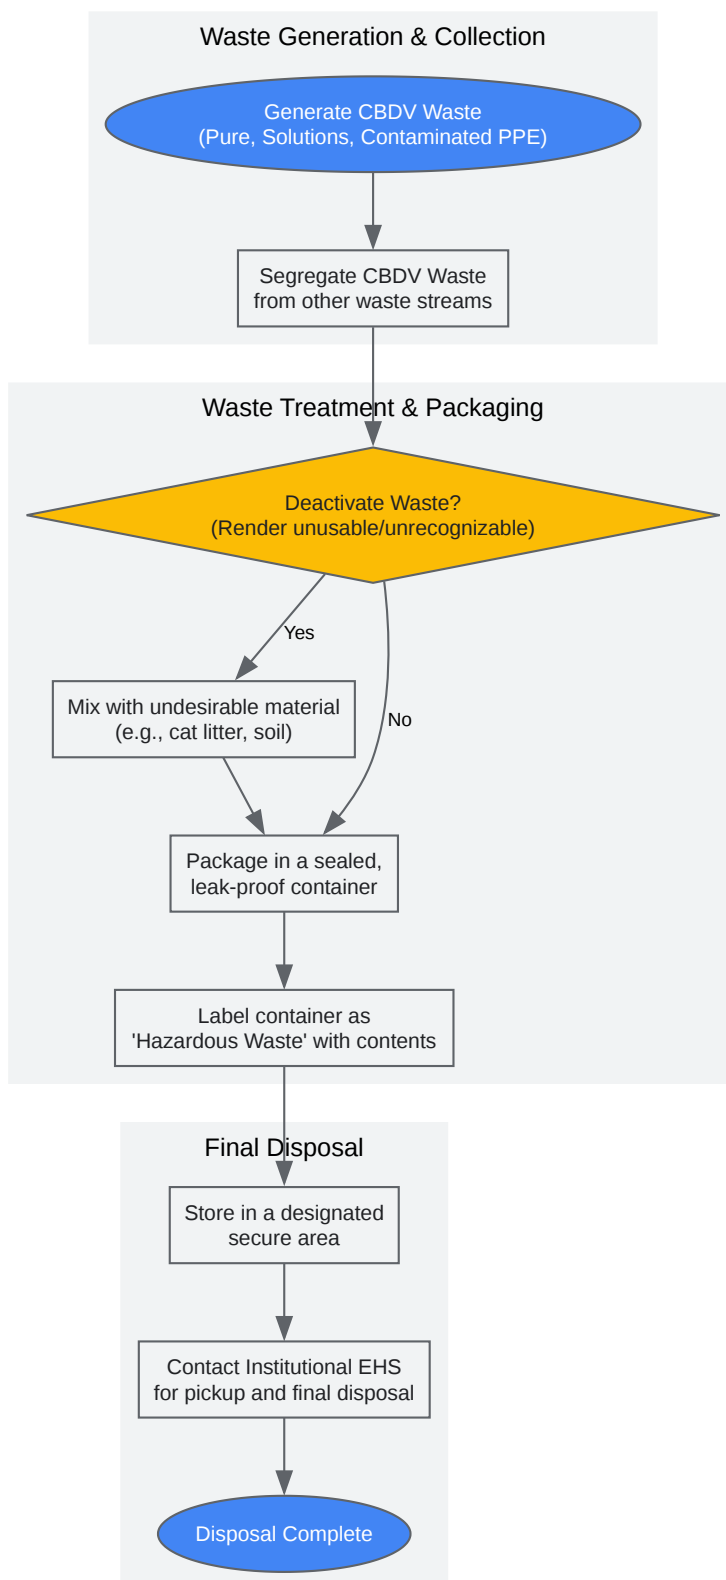 Waste Generation & Collection
Generate CBDV Waste
(Pure, Solutions, Contaminated PPE)
Segregate CBDV Waste
from other waste streams
Waste Treatment & Packaging
Deactivate Waste?
(Render unusable/unrecognizable)
Yes
Mix with undesirable material
(e.g., cat litter, soil)
No
Package in a sealed,
leak-proof container
Label container as
'Hazardous Waste' with contents
Final Disposal
Store in a designated
secure area
Contact Institutional EHS
for pickup and final disposal
Disposal Complete